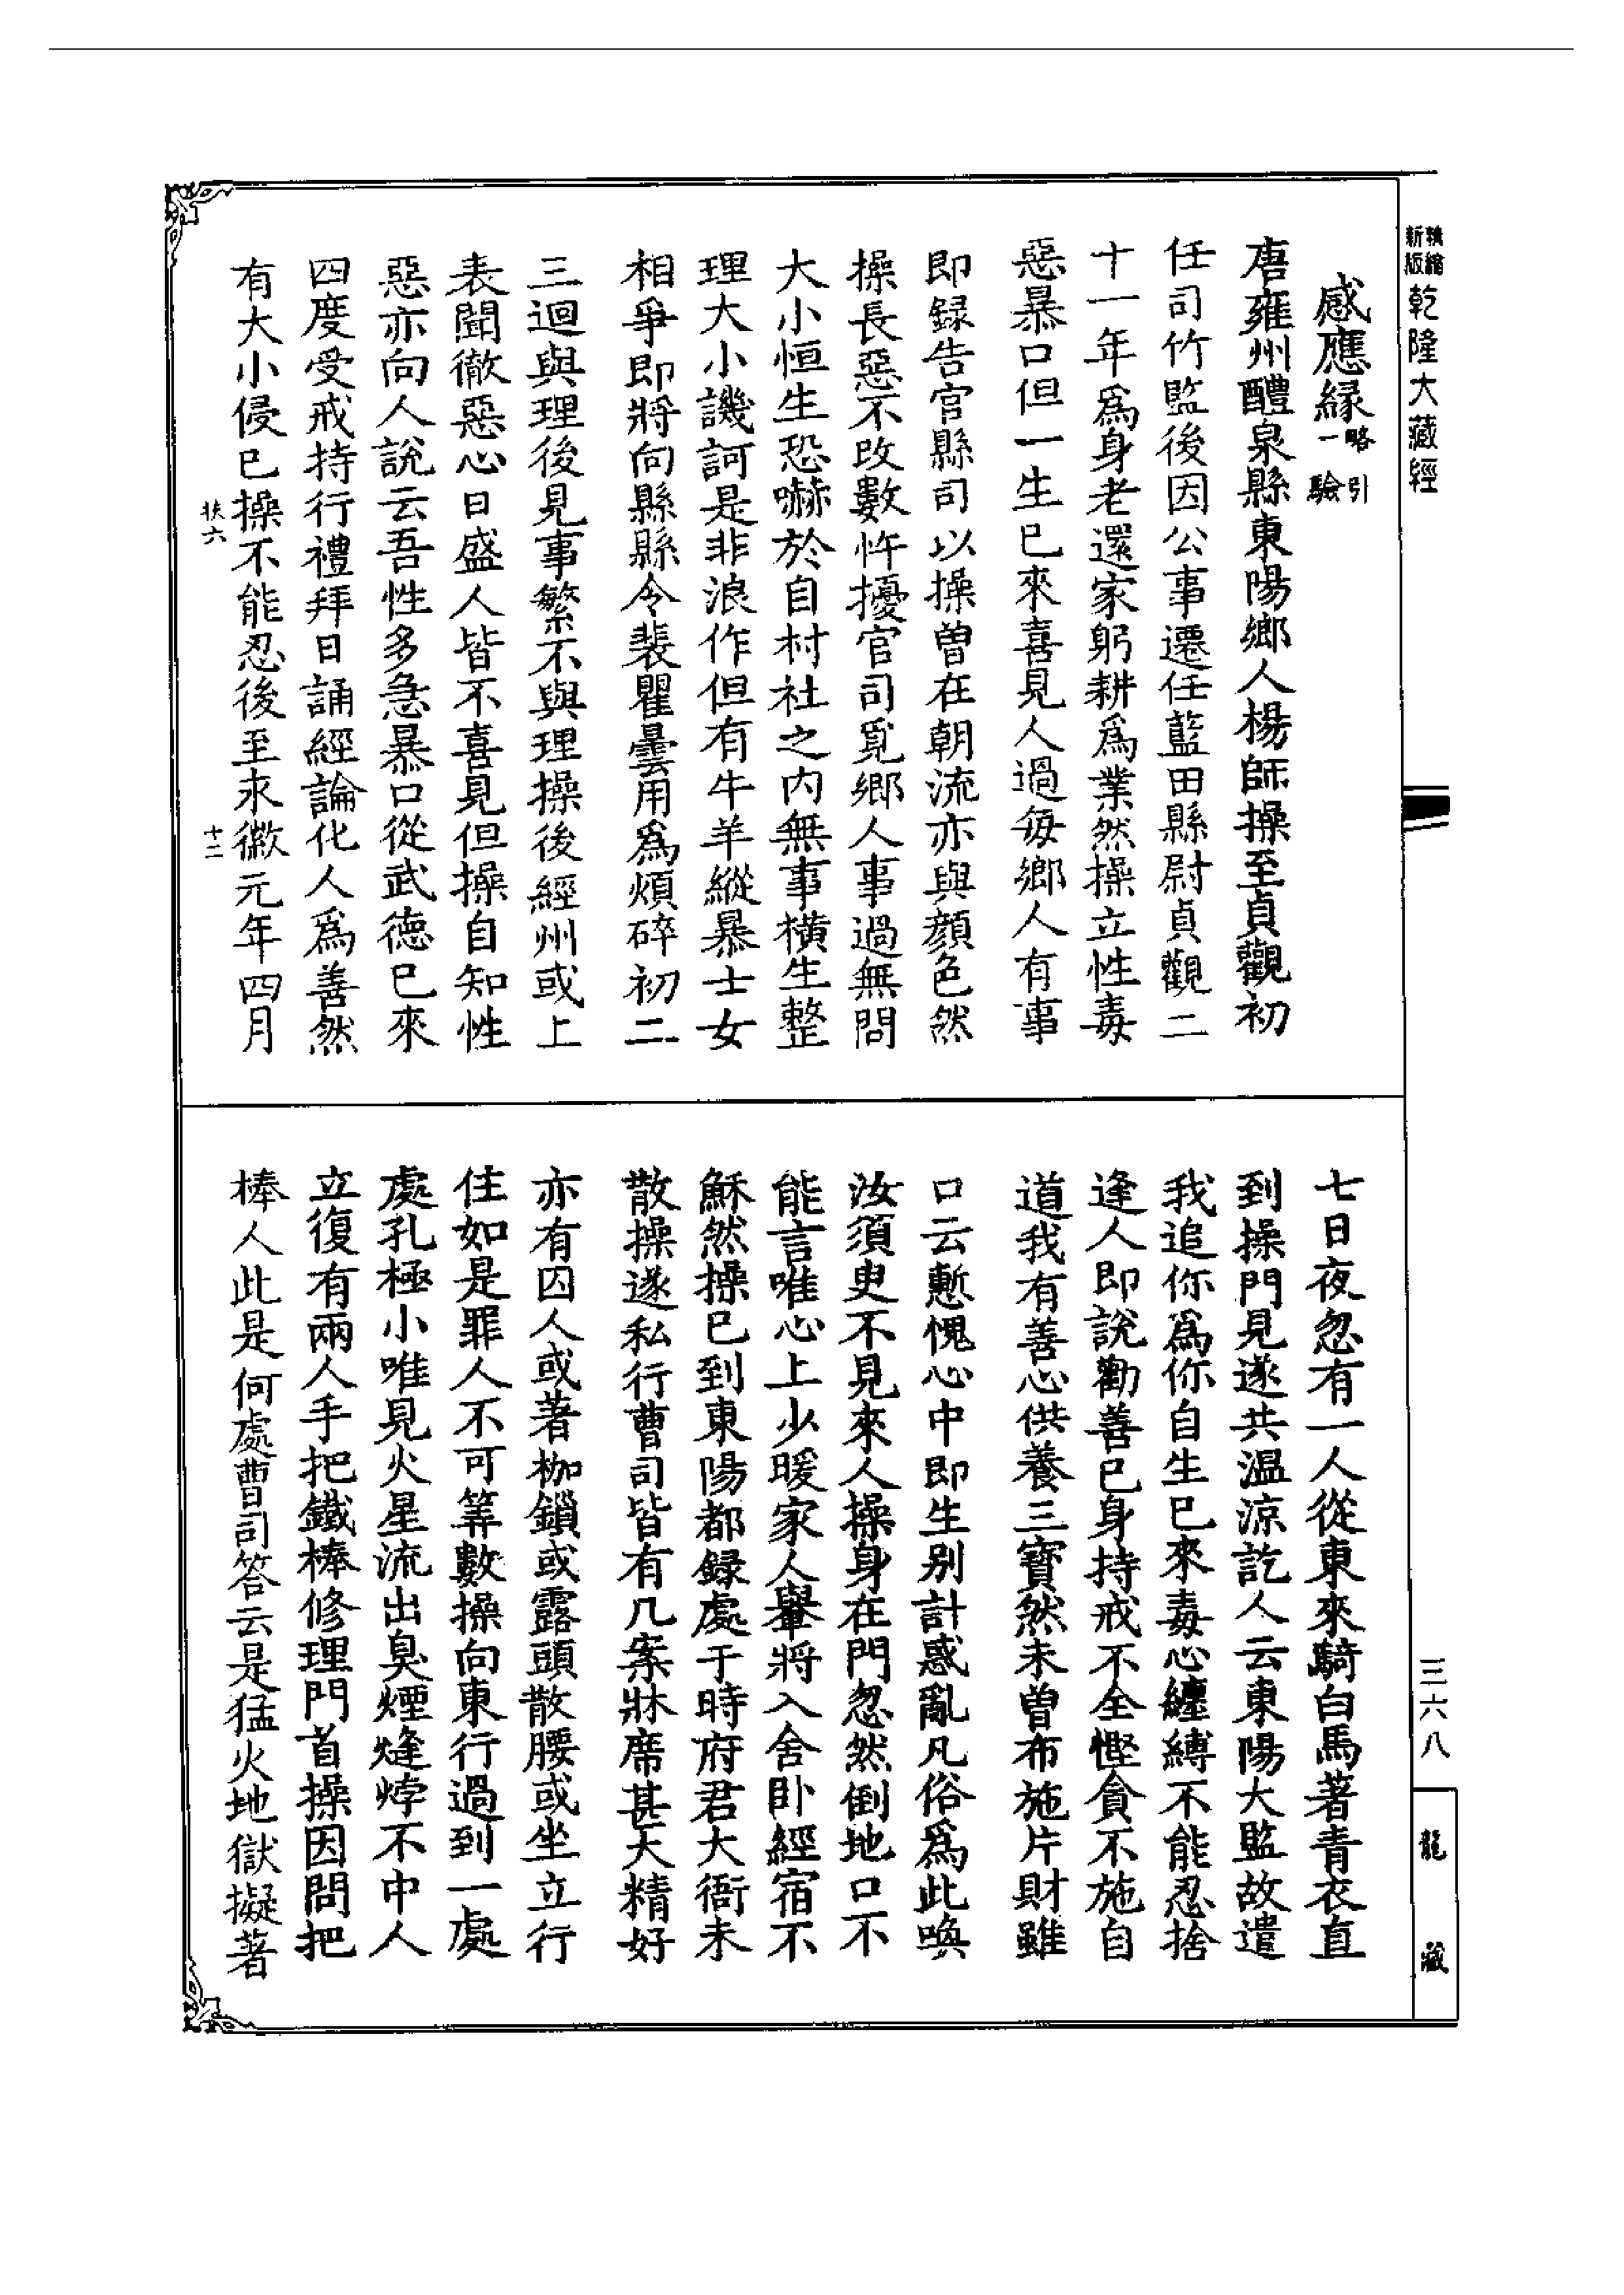 新版精縮乾隆大藏經
感應緣略引一驗
唐雍州醴泉縣東陽鄉人楊師操至貞觀初
任司竹監後因公事遷任藍田縣尉貞觀二
十一年爲身老還家躬耕爲業然操立性毒
惡暴口但一生已來喜見人過每鄉人有事
即録告官縣司以操曾在朝流亦與顏色然
操長惡不改數忤擾官司覓鄉人事過無問
大小恒生恐嚇於自村社之内無事橫生整
理大小譏訶是非浪作但有牛羊縱暴士女
相爭即將向縣縣令裴瞿曇用爲煩碎初二
三迴與理後見事繁不與理操後經州或上
表聞徹惡心日盛人皆不喜見但操自知性
惡亦向人說云吾性多急暴口從武德已來
四度受戒持行禮拜日誦經論化人爲善然
有大小侵已操不能忍後至永徽元年四月
扶六
十二
七日夜忽有一人從東來騎白馬著青衣直
到操門見遂共溫涼訖人云東陽大監故遣
我追你爲你自生已來毒心纏縛不能忍捨
逢人即說勸善已身持戒不全慳貪不施自
道我有善心供養三寶然未曾布施片財雖
口云慙愧心中即生别計惑亂凡俗爲此喚
汝須臾不見來人操身在門忽然倒地口不
能言唯心上少暖家人轝將入舍卧經宿不
穌然操已到東陽都録處于時府君大衙未
散操遂私行曹司皆有几案牀席甚大精好
亦有囚人或著枷鎖或露頭散腰或坐立行
住如是罪人不可等數操向東行過到一處
處孔極小唯見火星流出臭煙烽㶿不中人
立復有兩人手把鐵棒修理門首操因問把
棒人此是何處曹司答云是猛火地獄擬著
三六八
龍藏